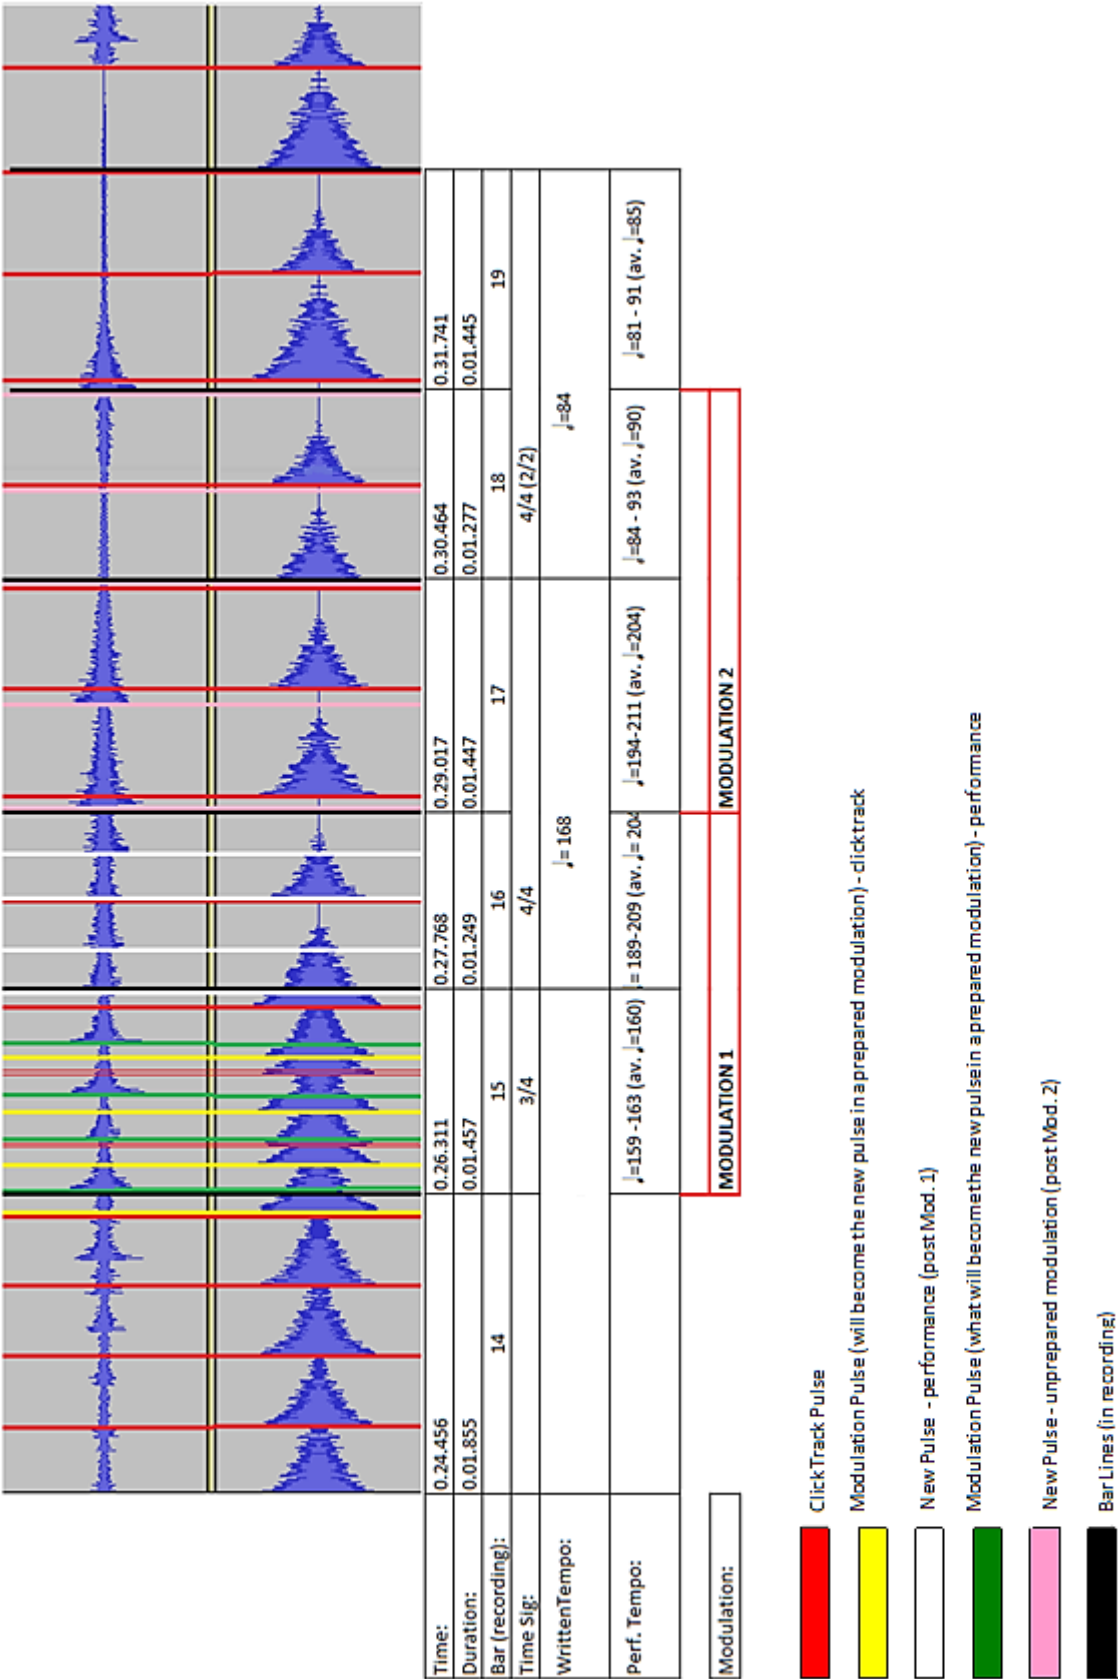 Time: 0.24.456 0.26.311 0.27.768 0.29.017 0.30.464 0.31.741
Duration: 0.01.855 0.01.457 0.01.249 0.01.447 0.01.277 0.01.445
Bar (recording): 14 15 16 17 18 19
Time Sig: 3/4 4/4 4/4 (2/2)
WrittenTempo: ♩= 168 ♩=84
Perf. Tempo: ♩=159 -163 (av. ♩=160) ♩= 189-209 (av. ♩= 204 ♩=194-211 (av. ♩=204) ♩=84 - 93 (av. ♩=90) ♩=81 - 91 (av. ♩=85)
Modulation: MODULATION 1 MODULATION 2
Click Track Pulse
Modulation Pulse (will become the new pulse in a prepared modulation) - clicktrack
New Pulse - performance (post Mod. 1)
Modulation Pulse (what will become the new pulse in a prepared modulation) - performance
New Pulse - unprepared modulation (post Mod. 2)
Bar Lines (in recording)